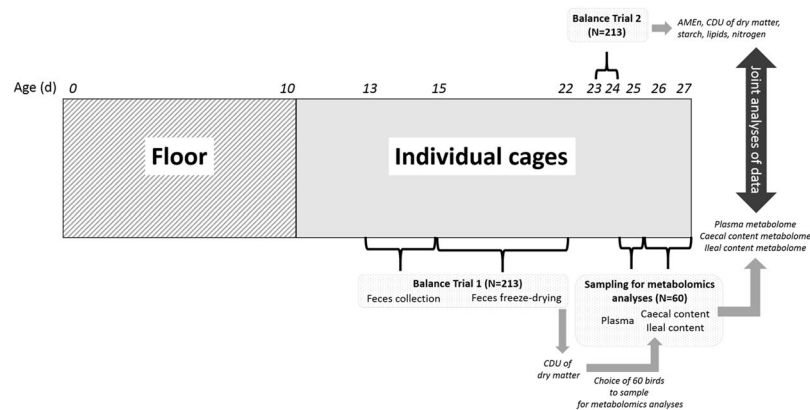 Balance Trial 2
(N=213)
AMEn, CDU of dry matter,
starch, lipids, nitrogen
Age (d) 0 10 13 15 22 23 24 25 26 27
Floor
Individual cages
Joint analyses of data
Plasma metabolome
Caecal content metabolome
Ileal content metabolome
Balance Trial 1 (N=213)
Feces collection Feces freeze-drying
Sampling for metabolomics
analyses (N=60)
Plasma
Caecal content
Ileal content
CDU of
dry matter
Choice of 60 birds
to sample
for metabolomics analyses